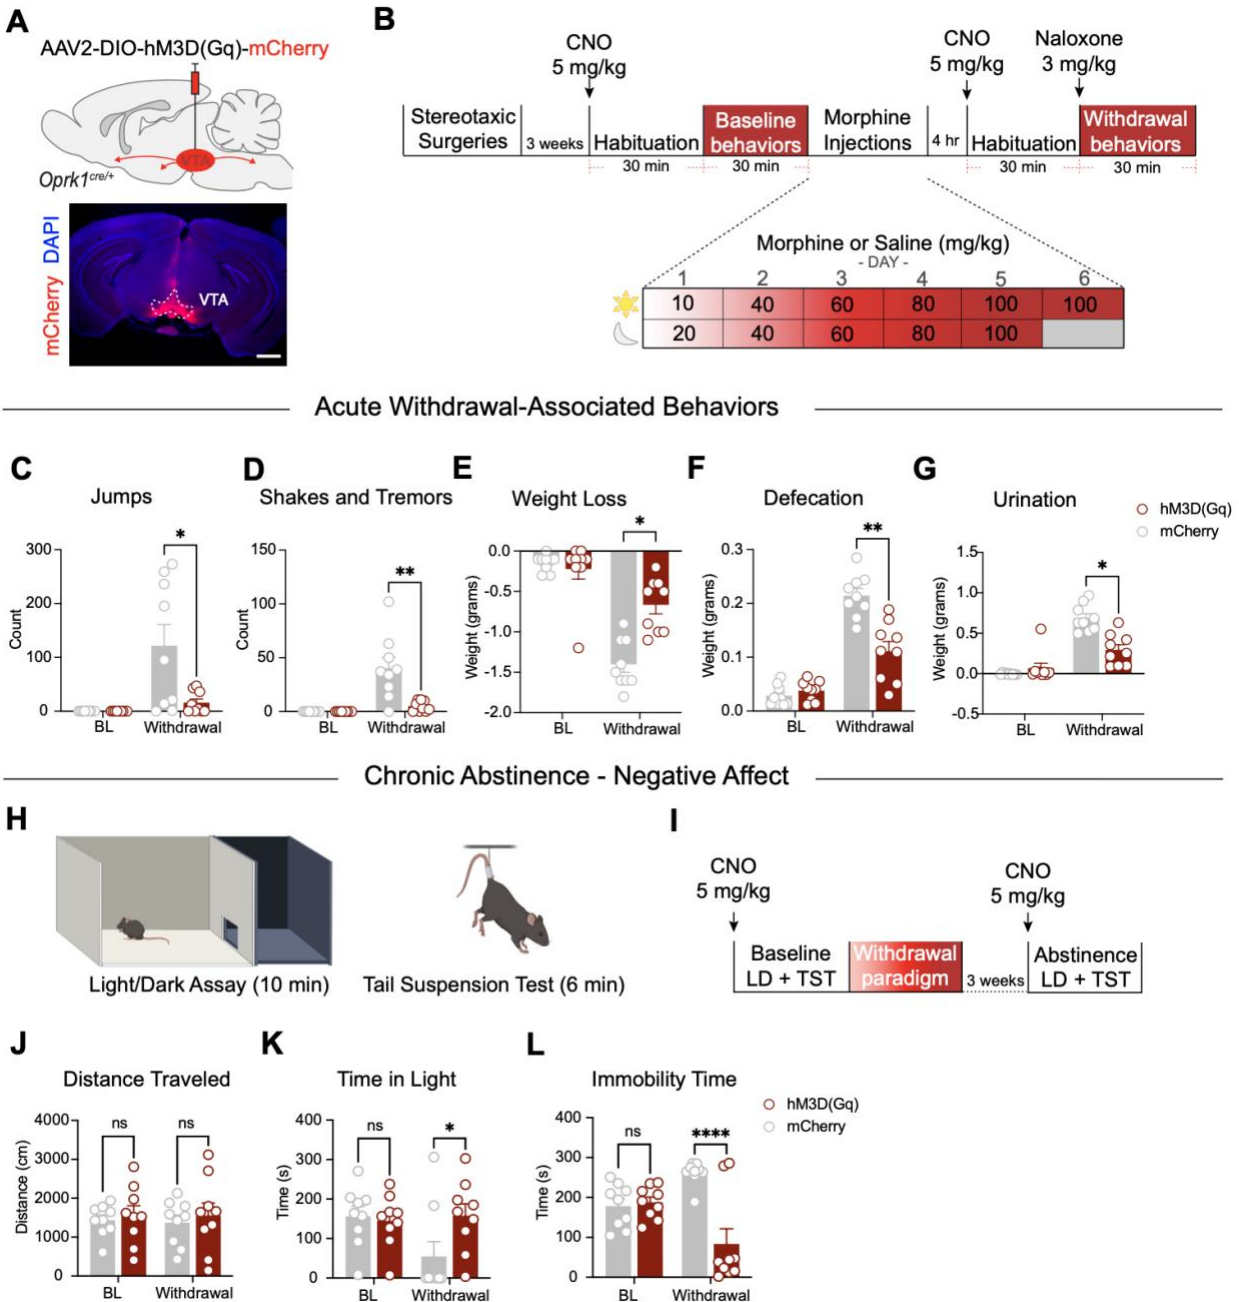 A
AAV2-DIO-hM3D(Gq)-mCherry
VTA
Oprk1cre/+
mCherry DAPI
VTA
B
CNO
5 mg/kg
CNO
5 mg/kg
Naloxone
3 mg/kg
Stereotaxic
Surgeries
3 weeks
Habituation
Baseline
behaviors
Morphine
Injections
4 hr
Habituation
Withdrawal
behaviors
30 min
30 min
30 min
30 min
Morphine or Saline (mg/kg)
- DAY -
1 2 3 4 5 6
10 40 60 80 100 100
20 40 60 80 100
Acute Withdrawal-Associated Behaviors
C
Jumps
Count
300
200
100
0
BL Withdrawal
*
D
Shakes and Tremors
Count
150
100
50
0
BL Withdrawal
**
E
Weight Loss
Weight (grams)
0.0
-0.5
-1.0
-1.5
-2.0
BL Withdrawal
*
F
Defecation
Weight (grams)
0.3
0.2
0.1
0.0
BL Withdrawal
**
G
Urination
Weight (grams)
1.5
1.0
0.5
0.0
-0.5
BL Withdrawal
*
hM3D(Gq)
mCherry
Chronic Abstinence - Negative Affect
H
Light/Dark Assay (10 min)
Tail Suspension Test (6 min)
I
CNO
5 mg/kg
CNO
5 mg/kg
Baseline
LD + TST
Withdrawal
paradigm
3 weeks
Abstinence
LD + TST
J
Distance Traveled
Distance (cm)
4000
3000
2000
1000
0
ns
ns
BL Withdrawal
K
Time in Light
Time (s)
400
300
200
100
0
ns
*
BL Withdrawal
L
Immobility Time
Time (s)
400
300
200
100
0
ns
****
BL Withdrawal
hM3D(Gq)
mCherry